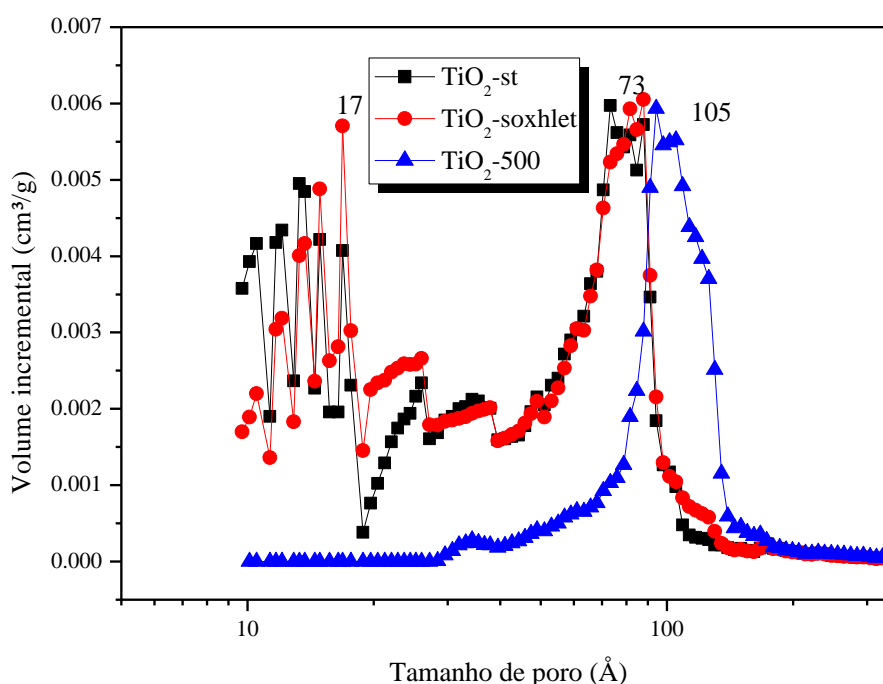 0.007
0.006
0.005
0.004
0.003
0.002
0.001
0.000
Volume incremental (cm³/g)
17
73
105
TiO₂-st
TiO₂-soxhlet
TiO₂-500
10
100
Tamanho de poro (Å)